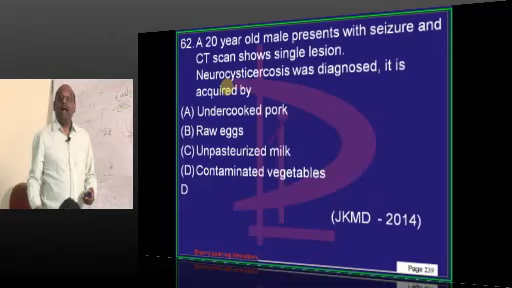 62. A 20 year old male presents with seizure and
CT scan shows single lesion.
Neurocysticercosis was diagnosed, it is
acquired by
(A) Undercooked pork
(B) Raw eggs
(C) Unpasteurized milk
(D) Contaminated vegetables
D
(JKMD - 2014)
Page 239